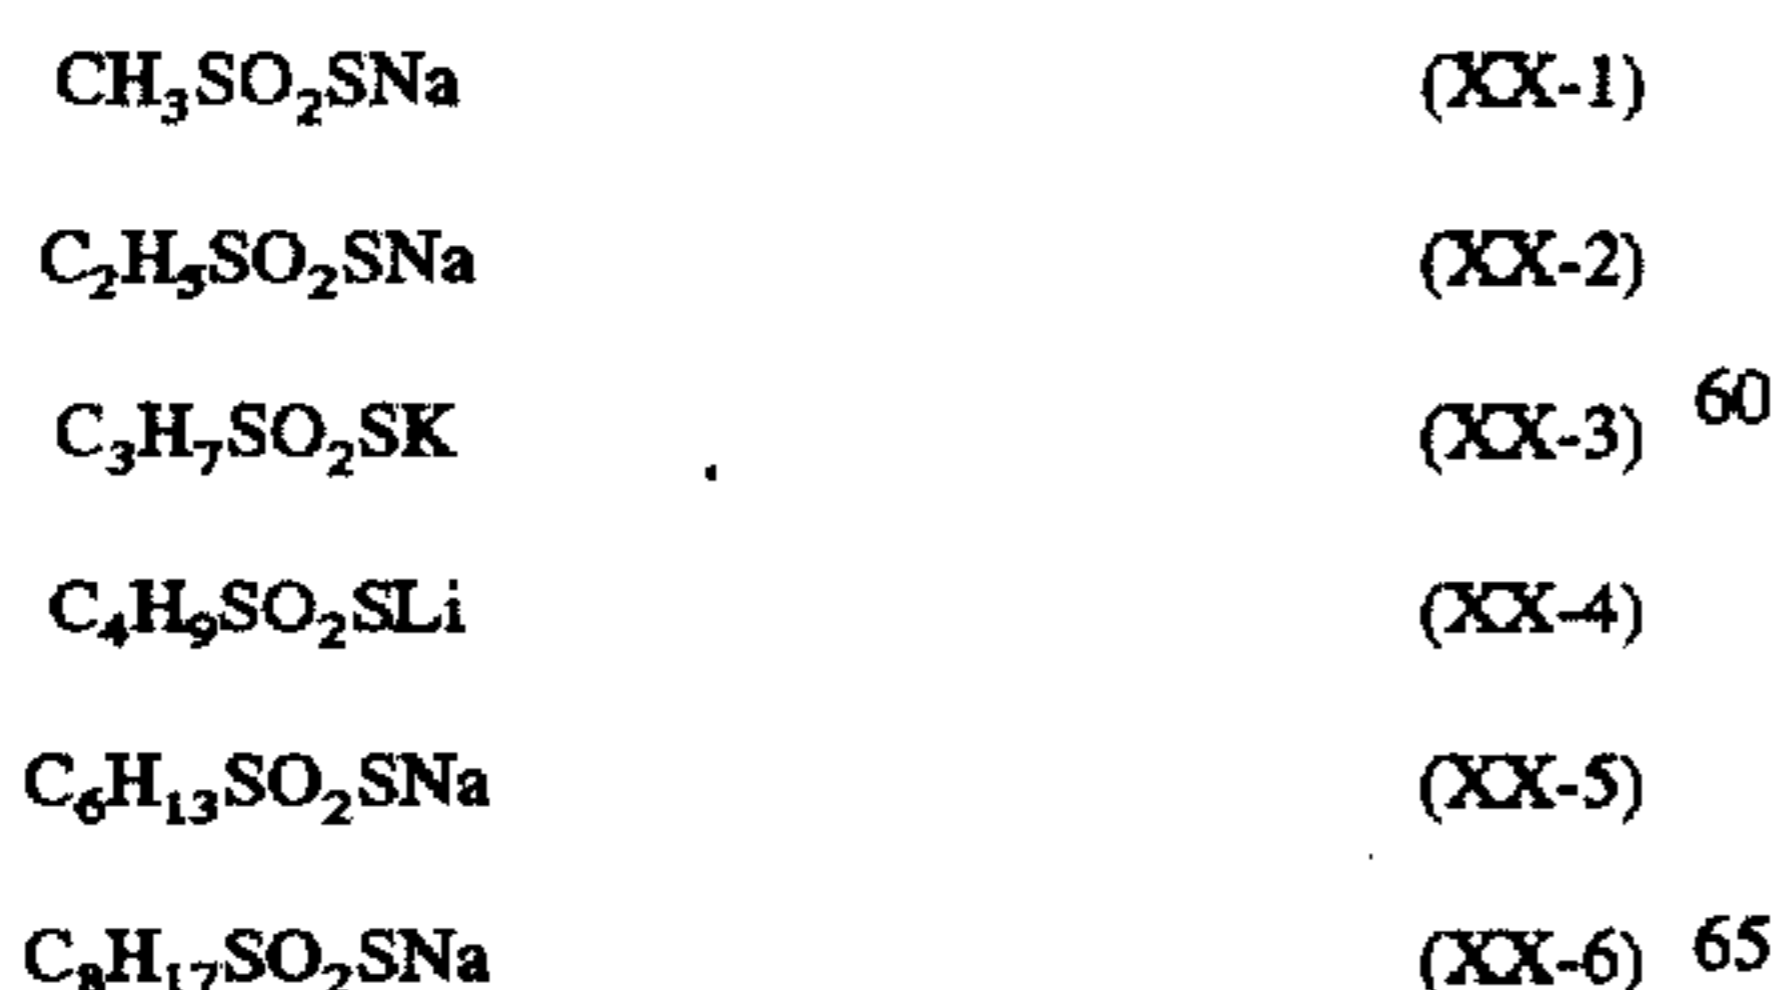 CH₃SO₂SNa (XX-1)
C₂H₅SO₂SNa (XX-2)
60
C₃H₇SO₂SK (XX-3)
C₄H₉SO₂SLi (XX-4)
C₆H₁₃SO₂SNa (XX-5)
C₈H₁₇SO₂SNa (XX-6) 65